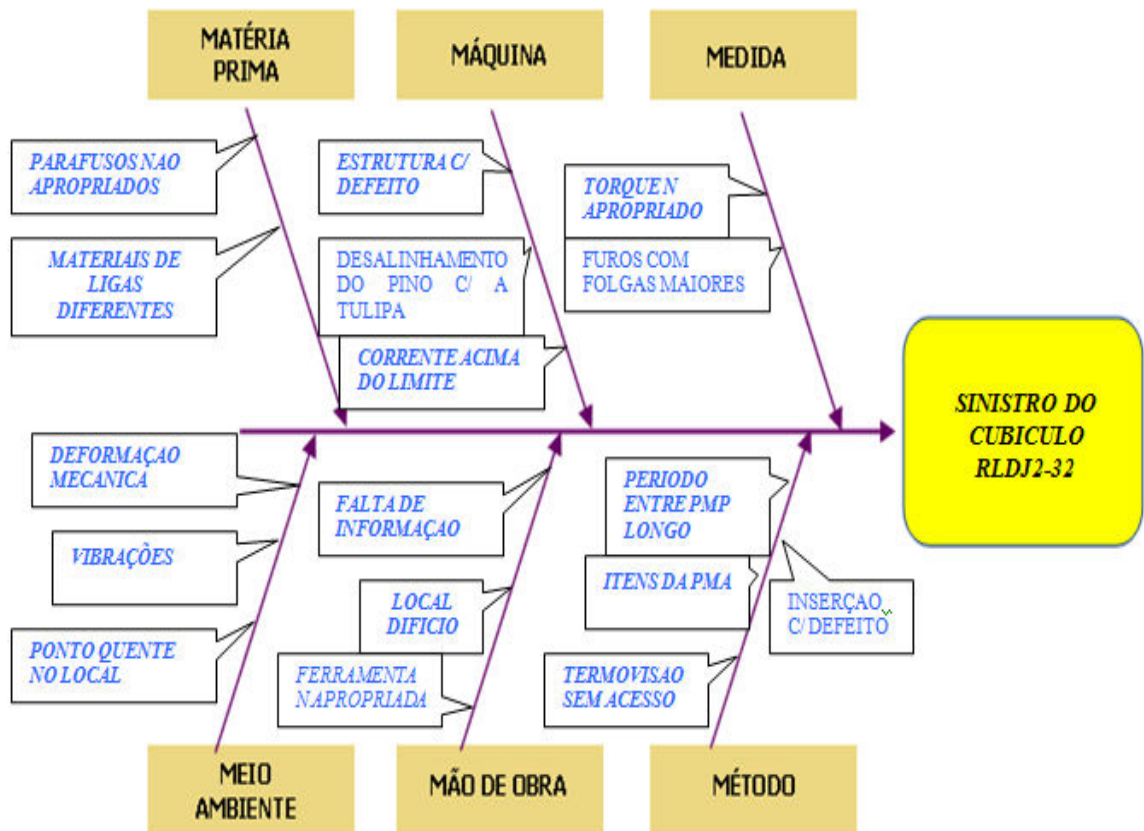 MATÉRIA
PRIMA
MÁQUINA
MEDIDA
PARAFUSOS NAO
APROPRIADOS
MATERIAIS DE
LIGAS
DIFERENTES
ESTRUTURA C/
DEFEITO
DESALINHAMENTO
DO PINO C/ A
TULIPA
CORRENTE ACIMA
DO LIMITE
TORQUE N
APROPRIADO
FUROS COM
FOLGAS MAIORES
SINISTRO DO
CUBICULO
RLDJ2-32
DEFORMAÇAO
MECANICA
VIBRAÇÕES
PONTO QUENTE
NO LOCAL
FALTA DE
INFORMAÇAO
LOCAL
DIFICIO
FERRAMENTA
N APROPRIADA
PERIODO
ENTRE PMP
LONGO
ITENS DA PMA
INSERÇAO
C/ DEFEITO
TERMOVISAO
SEM ACESSO
MEIO
AMBIENTE
MÃO DE OBRA
MÉTODO